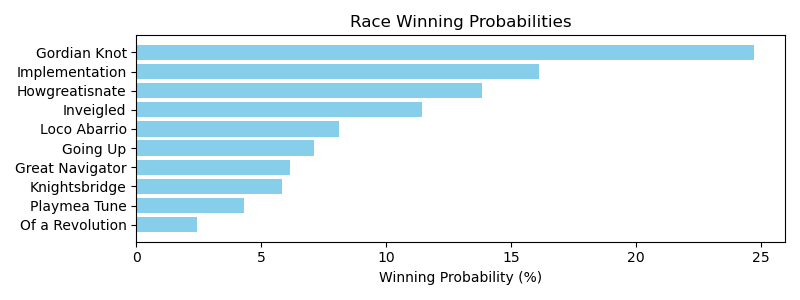 Race Winning Probabilities
Gordian Knot
Implementation
Howgreatisnate
Inveigled
Loco Abarrio
Going Up
Great Navigator
Knightsbridge
Playmea Tune
Of a Revolution
0 5 10 15 20 25
Winning Probability (%)